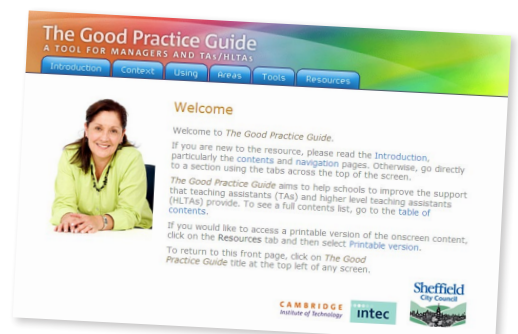 The Good Practice Guide
A TOOL FOR MANAGERS AND TAs/HLTAs
Introduction Context Using Areas Tools Resources
Welcome
Welcome to The Good Practice Guide.
If you are new to the resource, please read the Introduction,
particularly the contents and navigation pages. Otherwise, go directly
to a section using the tabs across the top of the screen.
The Good Practice Guide aims to help schools to improve the support
that teaching assistants (TAs) and higher level teaching assistants
(HLTAs) provide. To see a full contents list, go to the table of
contents.
If you would like to access a printable version of the onscreen content,
click on the Resources tab and then select Printable version.
To return to this front page, click on The Good
Practice Guide title at the top left of any screen.
CAMBRIDGE
Institute of Technology
intec
Sheffield
City Council